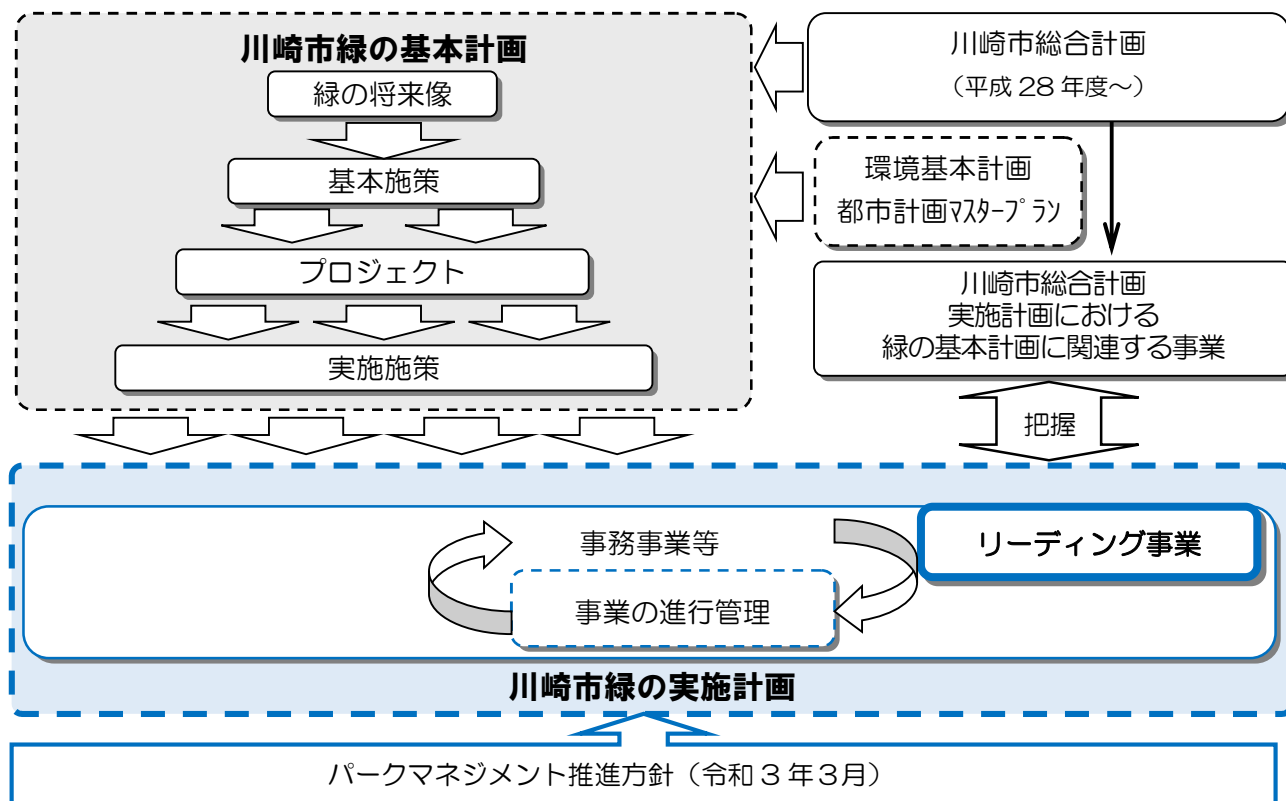 川崎市緑の基本計画
緑の将来像
基本施策
プロジェクト
実施施策
川崎市総合計画
（平成 28 年度～）
環境基本計画
都市計画ﾏｽﾀｰﾌﾟﾗﾝ
川崎市総合計画
実施計画における
緑の基本計画に関連する事業
把握
事務事業等
リーディング事業
事業の進行管理
川崎市緑の実施計画
パークマネジメント推進方針（令和３年３月）